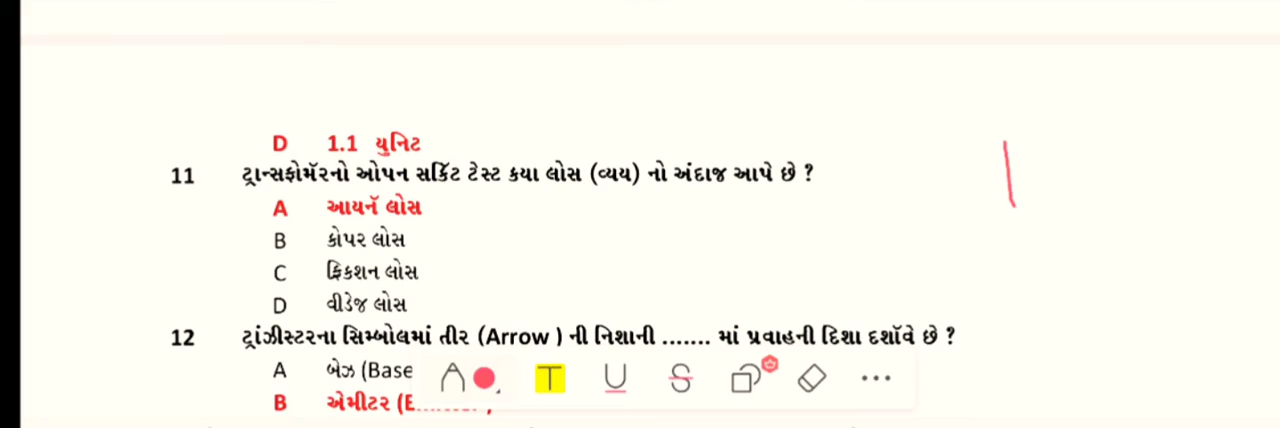 D 1.1 યુનિટ
11 ટ્રાન્સફોર્મૅરનો ઓપન સર્કિટ ટેસ્ટ કયા લોસ (વ્યય) નો અંદાજ આપે છે ?
A આયર્ન લોસ
B કોપર લોસ
C ફ્રિકશન લોસ
D વીડેજ લોસ
12 ટ્રાંઝીસ્ટરના સિમ્બોલમાં તીર (Arrow ) ની નિશાની ....... માં પ્રવાહની દિશા દર્શાવે છે ?
A બેઝ (Base
B એમીટર (E